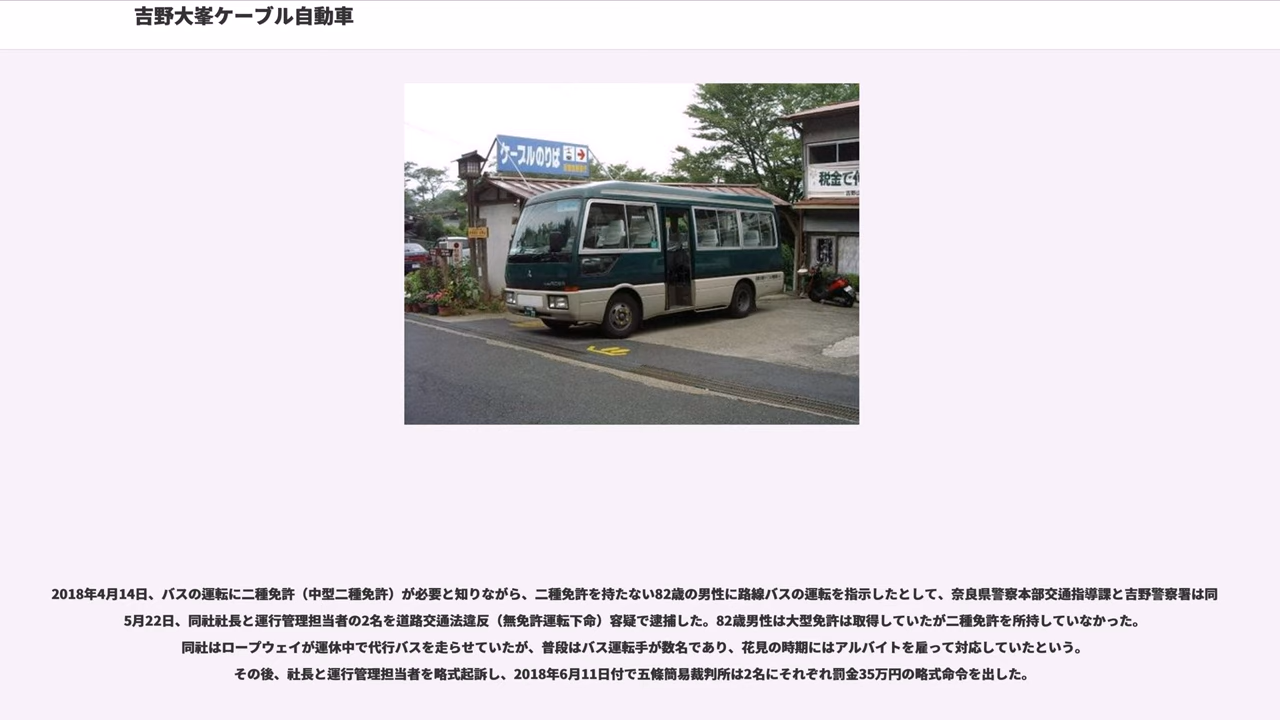 吉野大峯ケーブル自動車
ケーブルのりば
税金で
2018年4月14日、バスの運転に二種免許（中型二種免許）が必要と知りながら、二種免許を持たない82歳の男性に路線バスの運転を指示したとして、奈良県警察本部交通指導課と吉野警察署は同
5月22日、同社社長と運行管理担当者の2名を道路交通法違反（無免許運転下命）容疑で逮捕した。82歳男性は大型免許は取得していたが二種免許を所持していなかった。
同社はロープウェイが運休中で代行バスを走らせていたが、普段はバス運転手が数名であり、花見の時期にはアルバイトを雇って対応していたという。
その後、社長と運行管理担当者を略式起訴し、2018年6月11日付で五條簡易裁判所は2名にそれぞれ罰金35万円の略式命令を出した。